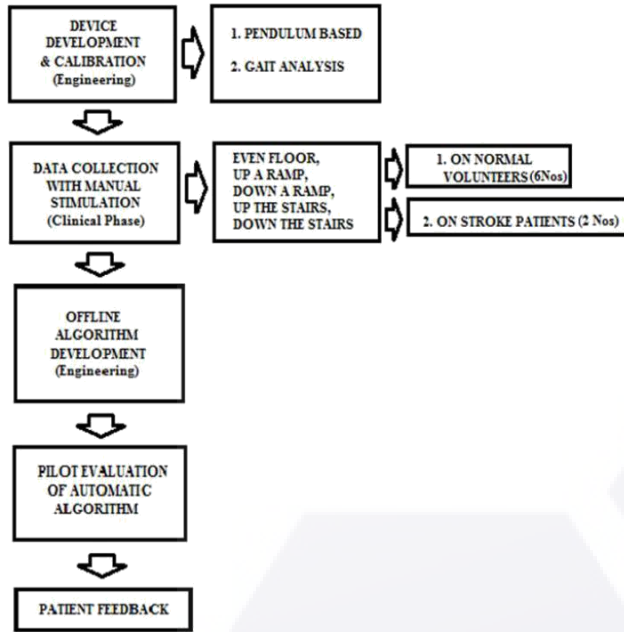 DEVICE
DEVELOPMENT
& CALIBRATION
(Engineering)
1. PENDULUM BASED
2. GAIT ANALYSIS
DATA COLLECTION
WITH MANUAL
STIMULATION
(Clinical Phase)
EVEN FLOOR,
UP A RAMP,
DOWN A RAMP,
UP THE STAIRS,
DOWN THE STAIRS
1. ON NORMAL
VOLUNTEERS (6Nos)
2. ON STROKE PATIENTS (2 Nos)
OFFLINE
ALGORITHM
DEVELOPMENT
(Engineering)
PILOT EVALUATION
OF AUTOMATIC
ALGORITHM
PATIENT FEEDBACK